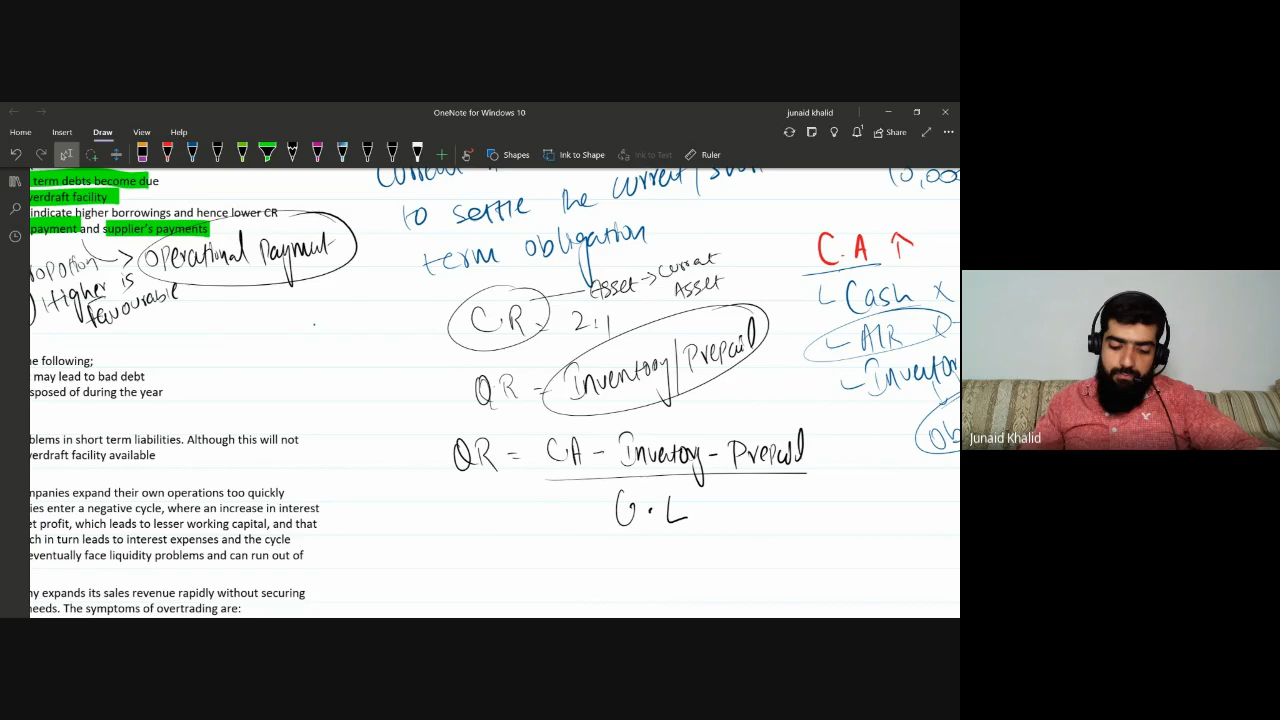 OneNote for Windows 10
junaid khalid
Home Insert Draw View Help
Shapes Ink to Shape Ink to Text Ruler Share
term debts become due
verdraft facility
indicate higher borrowings and hence lower CR
payment and supplier's payments
Operational Payment
Higher is
favourable
he following;
may lead to bad debt
sposed of during the year
blems in short term liabilities. Although this will not
verdraft facility available
mpanies expand their own operations too quickly
ies enter a negative cycle, where an increase in interest
et profit, which leads to lesser working capital, and that
ch in turn leads to interest expenses and the cycle
eventually face liquidity problems and can run out of
ny expands its sales revenue rapidly without securing
needs. The symptoms of overtrading are:
to settle the current/
term obligation
Asset → Current
Asset
CR = 2:1
QR = Inventory/Prepaid
QR = CA - Inventory - Prepaid
C.L
10,000
C.A ↑
Cash x
A/R x
Inventor
Junaid Khalid